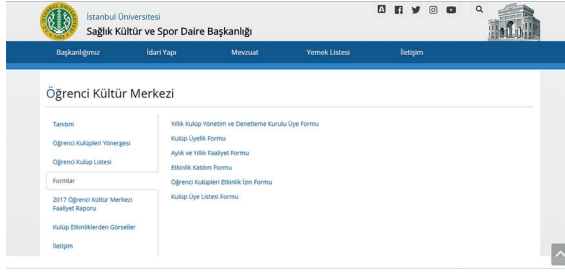 İstanbul Üniversitesi
Sağlık Kültür ve Spor Daire Başkanlığı
Başkanlığımız İdari Yapı Mevzuat Yemek Listesi İletişim
Öğrenci Kültür Merkezi
Tanıtım
Öğrenci Kulüpleri Yönergesi
Öğrenci Kulüp Listesi
Formlar
2017 Öğrenci Kültür Merkezi
Faaliyet Raporu
Kulüp Etkinliklerden Görseller
İletişim
Yıllık Kulüp Yönetim ve Denetleme Kurulu Üye Formu
Kulüp Üyelik Formu
Aylık ve Yıllık Faaliyet Formu
Etkinlik Katılım Formu
Öğrenci Kulüpleri Etkinlik İzin Formu
Kulüp Üye Listesi Formu